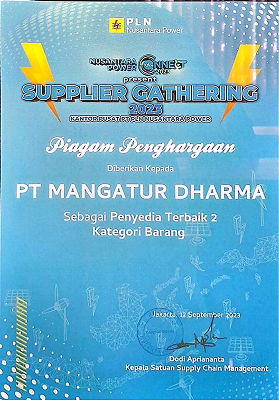 PLN
Nusantara Power
NUSANTARA POWER CONNECT 2023
present
SUPPLIER GATHERING
2023
KANTOR PUSAT PT PLN NUSANTARA POWER
Piagam Penghargaan
Diberikan Kepada
PT MANGATUR DHARMA
Sebagai Penyedia Terbaik 2
Kategori Barang
Jakarta, 12 September 2023
Dodi Apriananta
Kepala Satuan Supply Chain Management